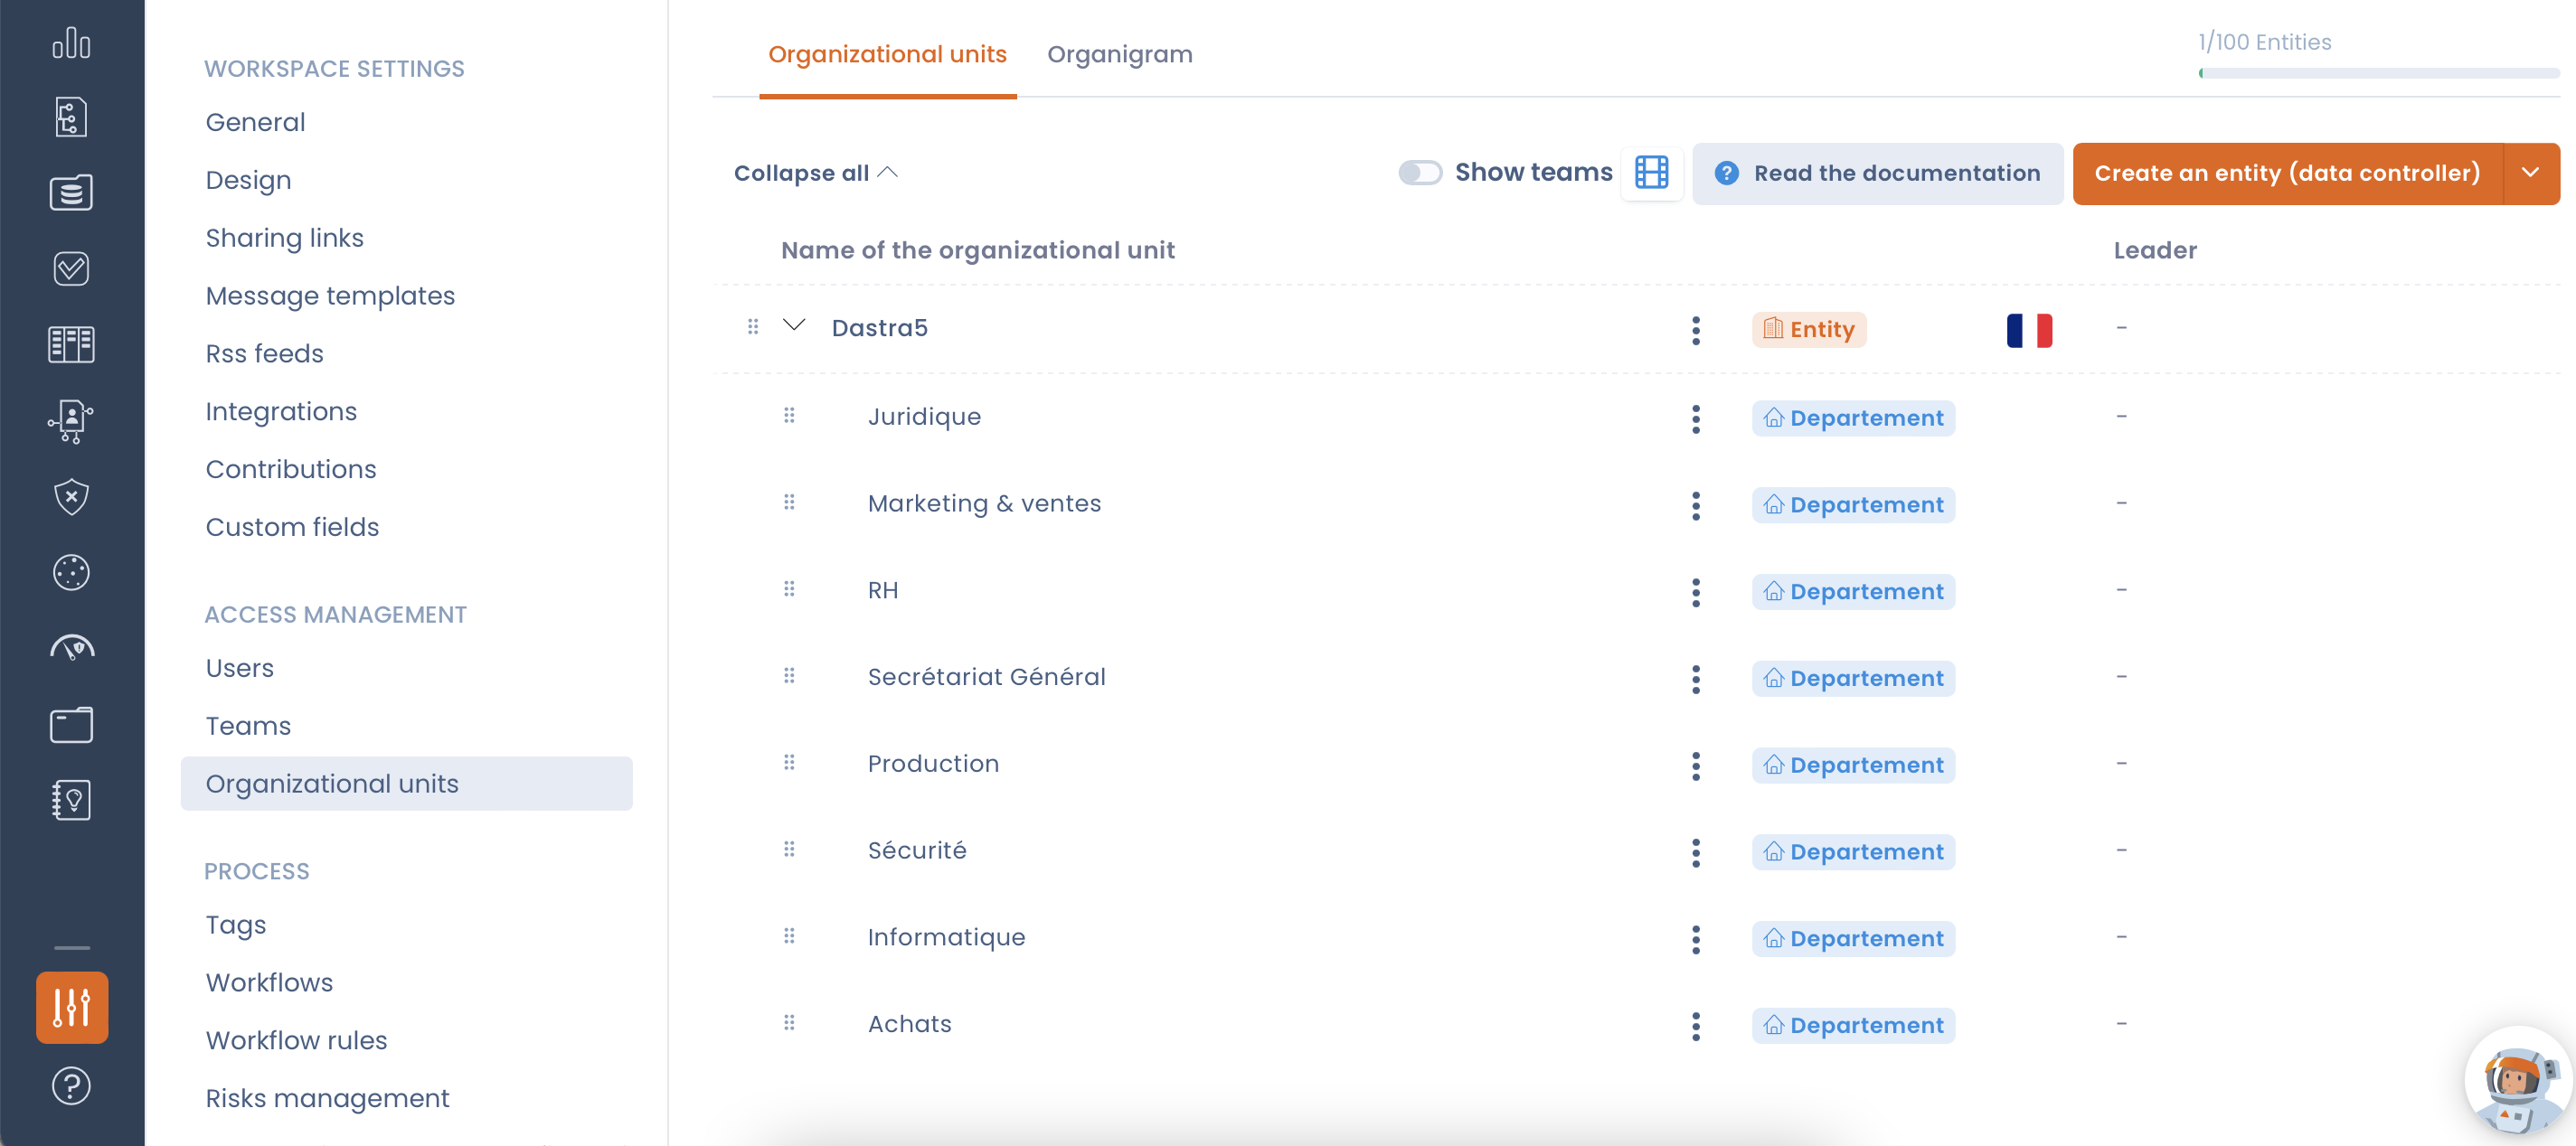 WORKSPACE SETTINGS
General
Design
Sharing links
Message templates
Rss feeds
Integrations
Contributions
Custom fields
ACCESS MANAGEMENT
Users
Teams
Organizational units
PROCESS
Tags
Workflows
Workflow rules
Risks management
Organizational units Organigram
1/100 Entities
Collapse all Show teams Read the documentation Create an entity (data controller)
Name of the organizational unit Leader
Dastra5 Entity -
Juridique Departement -
Marketing & ventes Departement -
RH Departement -
Secrétariat Général Departement -
Production Departement -
Sécurité Departement -
Informatique Departement -
Achats Departement -